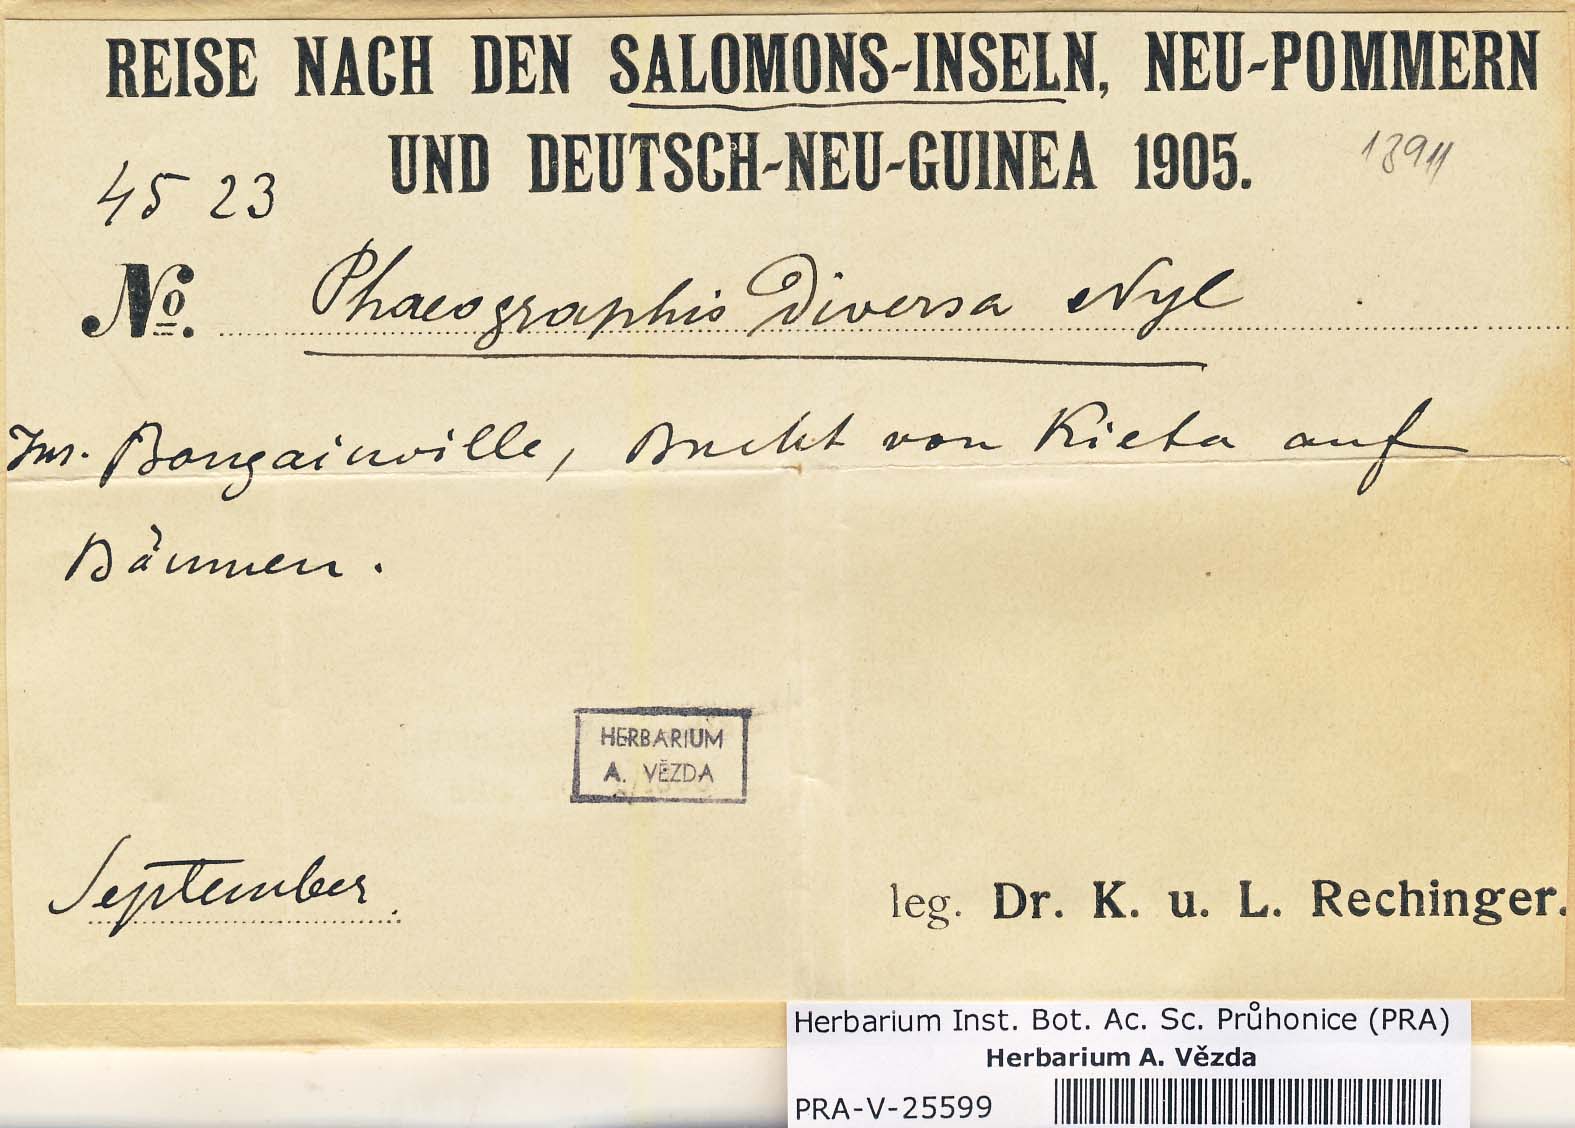 REISE NACH DEN SALOMONS-INSELN, NEU-POMMERN
UND DEUTSCH-NEU-GUINEA 1905.
13911
45 23
No. Phaeographis diversa Nyl
Ins. Bougainville, Bucht von Kieta auf
Bäumen.
HERBARIUM
A. VĚZDA
September
leg. Dr. K. u. L. Rechinger.
Herbarium Inst. Bot. Ac. Sc. Průhonice (PRA)
Herbarium A. Vězda
PRA-V-25599